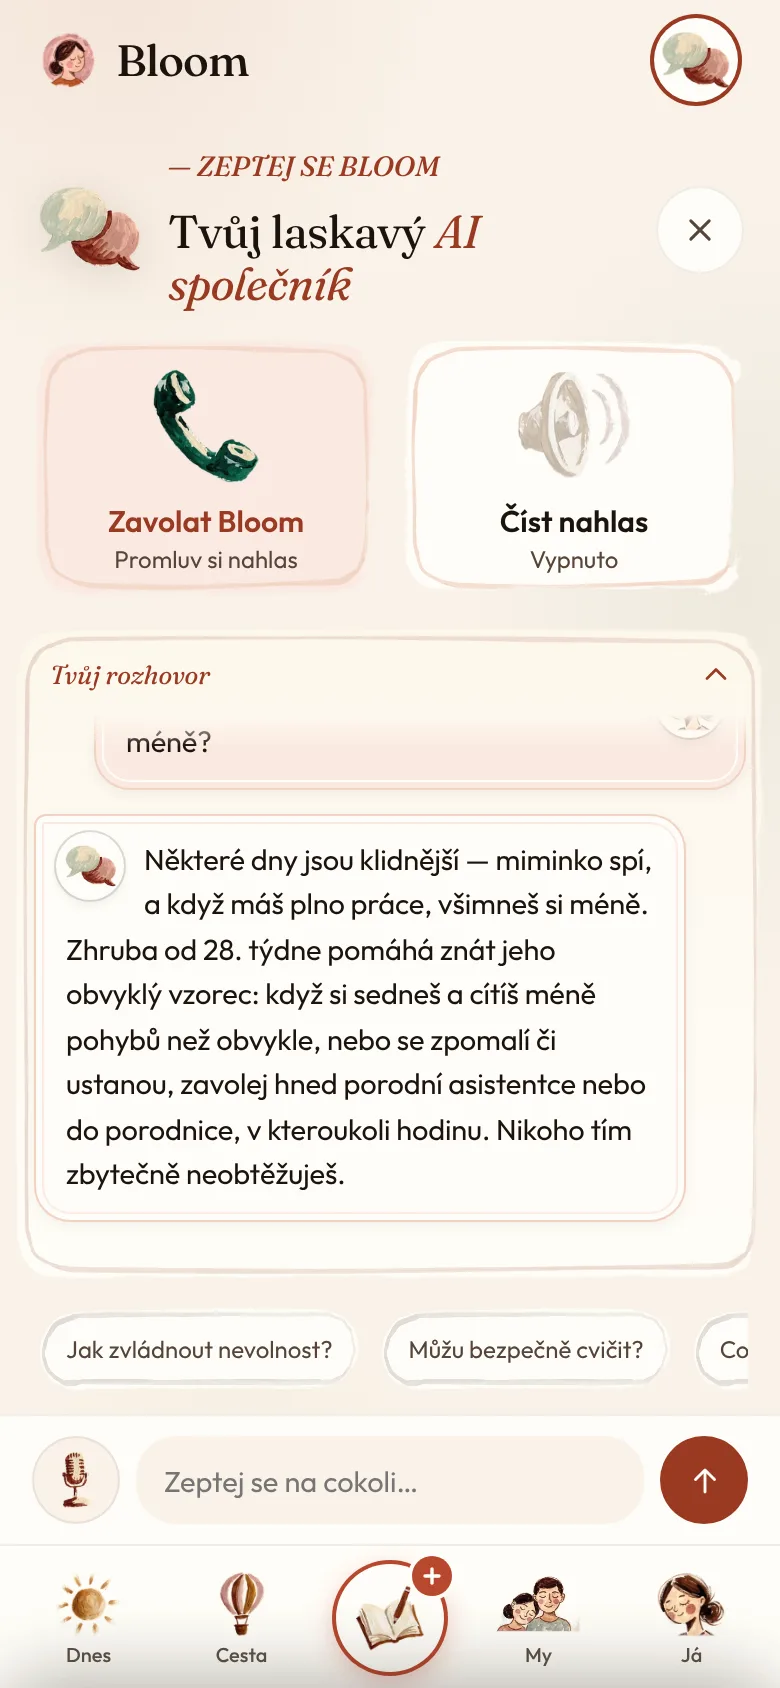 Bloom
— ZEPTEJ SE BLOOM
Tvůj laskavý AI
společník
Zavolat Bloom
Promluv si nahlas
Číst nahlas
Vypnuto
Tvůj rozhovor
méně?
Některé dny jsou klidnější — miminko spí,
a když máš plno práce, všimneš si méně.
Zhruba od 28. týdne pomáhá znát jeho
obvyklý vzorec: když si sedneš a cítíš méně
pohybů než obvykle, nebo se zpomalí či
ustanou, zavolej hned porodní asistentce nebo
do porodnice, v kteroukoli hodinu. Nikoho tím
zbytečně neobtěžuješ.
Jak zvládnout nevolnost?
Můžu bezpečně cvičit?
Co
Zeptej se na cokoli...
Dnes
Cesta
My
Já